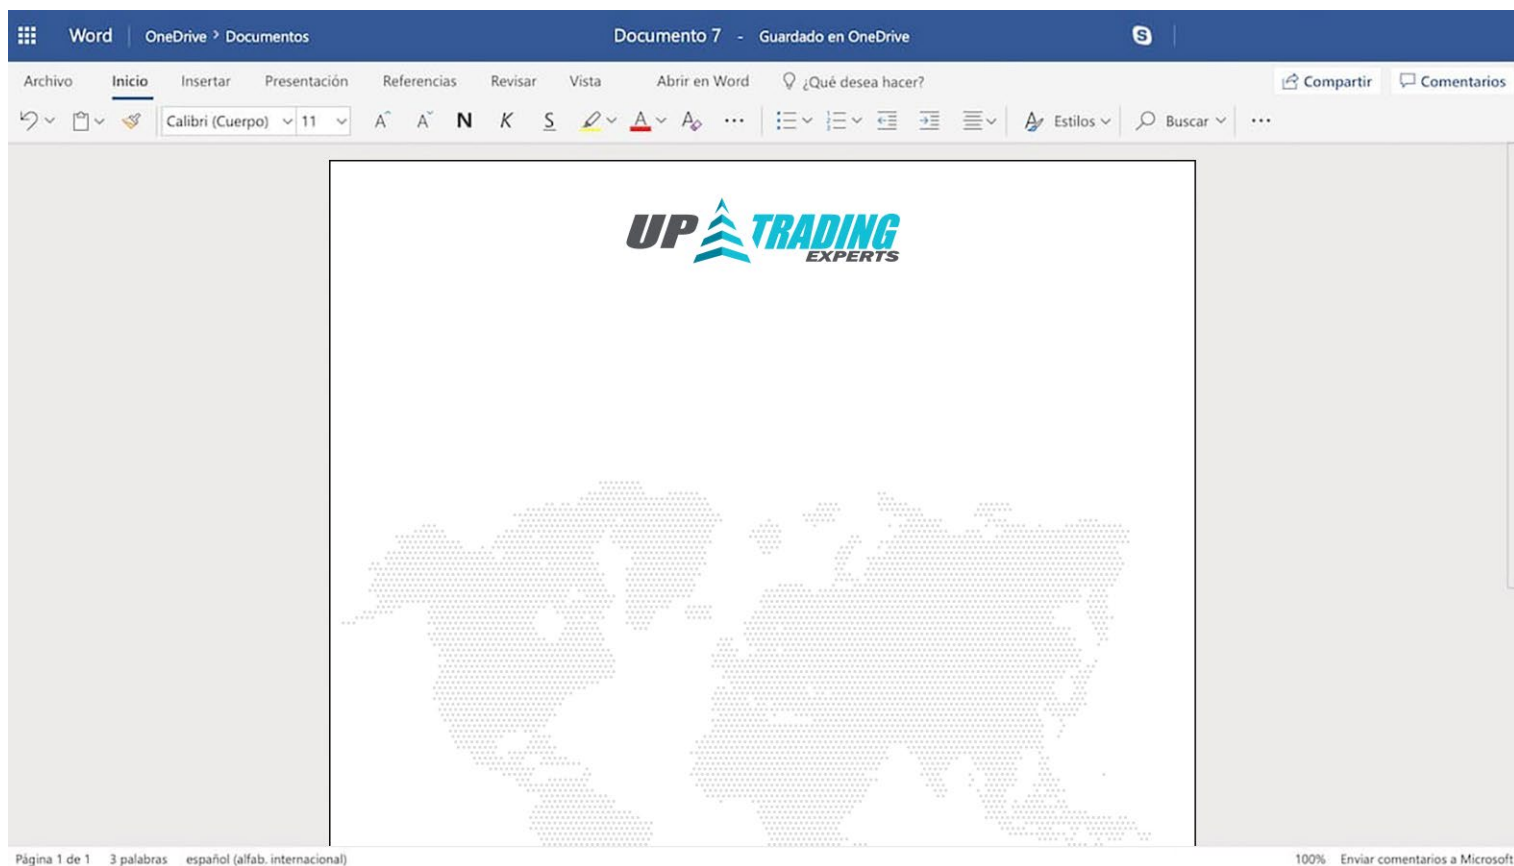 Word OneDrive > Documentos Documento 7 - Guardado en OneDrive
Archivo Inicio Insertar Presentación Referencias Revisar Vista Abrir en Word ¿Qué desea hacer? Compartir Comentarios
Calibri (Cuerpo) 11 A A N K S A A Estilos Buscar
UP TRADING
EXPERTS
Página 1 de 1 3 palabras español (alfab. internacional) 100% Enviar comentarios a Microsoft